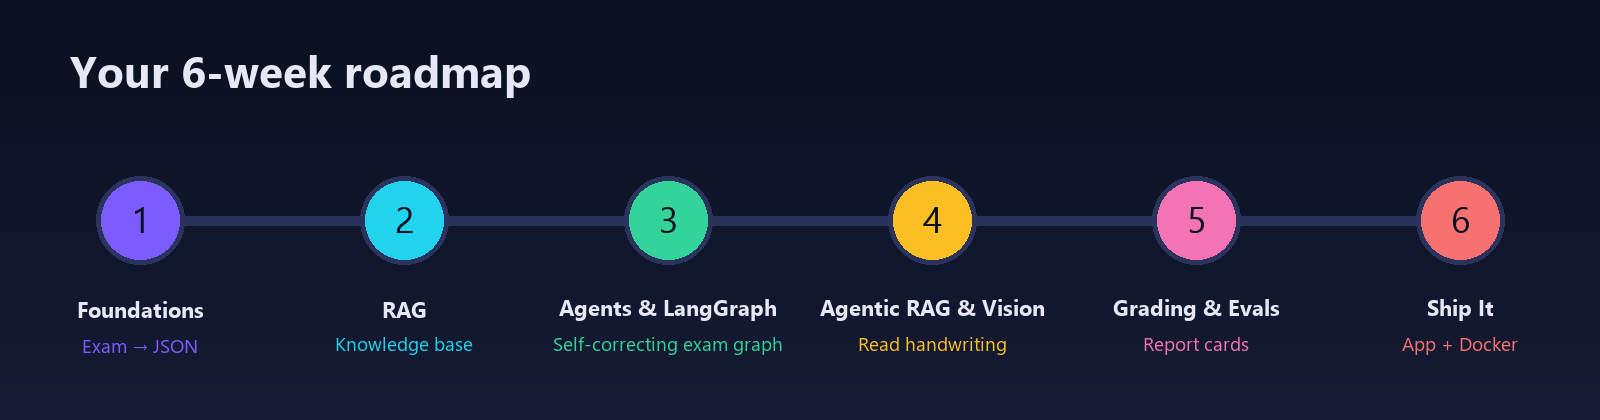 Your 6-week roadmap
1 2 3 4 5 6
Foundations RAG Agents & LangGraph Agentic RAG & Vision Grading & Evals Ship It
Exam → JSON Knowledge base Self-correcting exam graph Read handwriting Report cards App + Docker